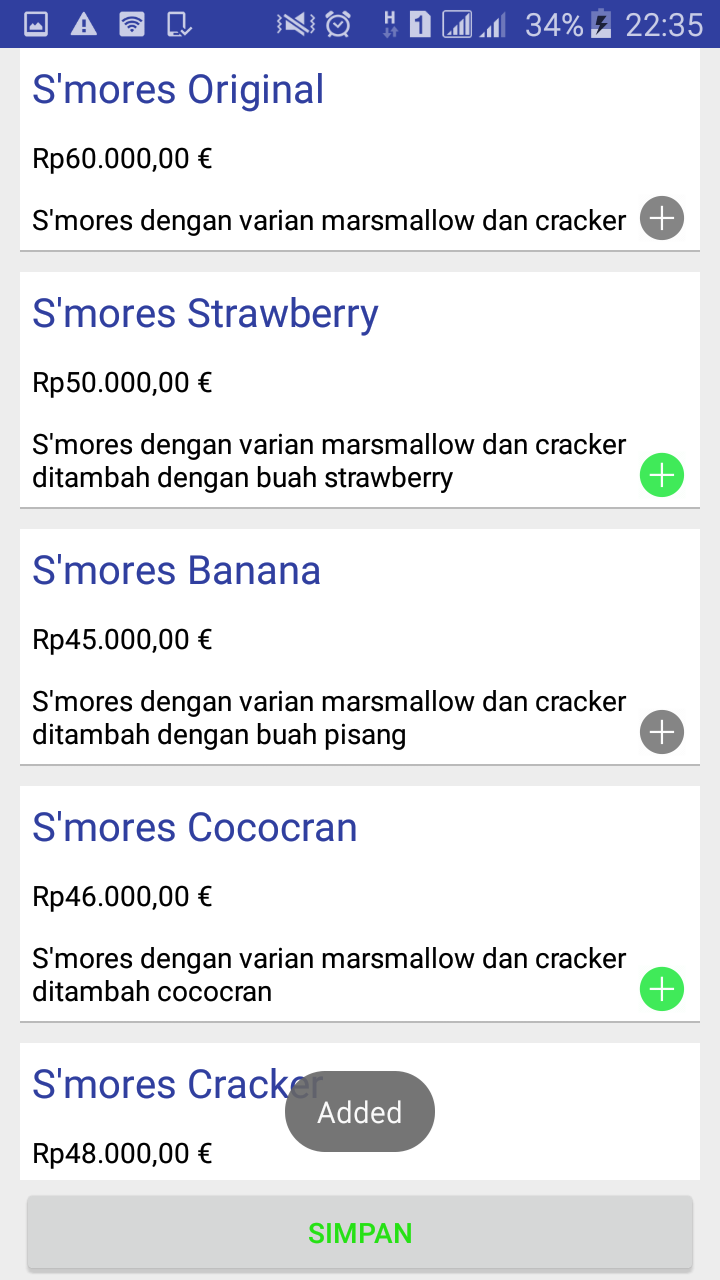 H 1 34% 22:35
S'mores Original
Rp60.000,00 €
S'mores dengan varian marsmallow dan cracker
S'mores Strawberry
Rp50.000,00 €
S'mores dengan varian marsmallow dan cracker
ditambah dengan buah strawberry
S'mores Banana
Rp45.000,00 €
S'mores dengan varian marsmallow dan cracker
ditambah dengan buah pisang
S'mores Cococran
Rp46.000,00 €
S'mores dengan varian marsmallow dan cracker
ditambah cococran
S'mores Cracker
Added
Rp48.000,00 €
SIMPAN